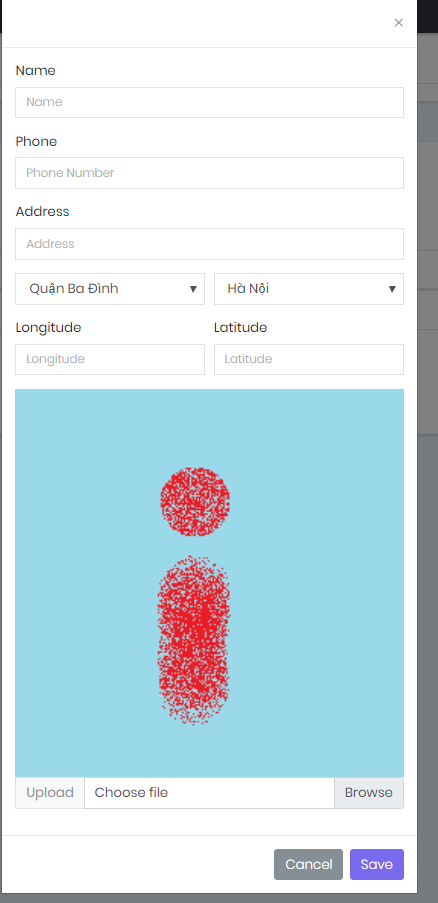 ×
Name
Name
Phone
Phone Number
Address
Address
Quận Ba Đình ▼ Hà Nội ▼
Longitude Latitude
Longitude Latitude
Upload Choose file Browse
Cancel Save